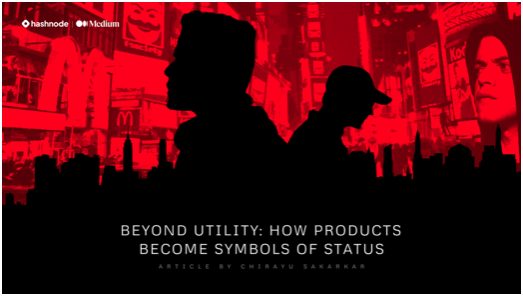 hashnode | Medium
BEYOND UTILITY: HOW PRODUCTS
BECOME SYMBOLS OF STATUS
ARTICLE BY CHIRAYU SAKARKAR